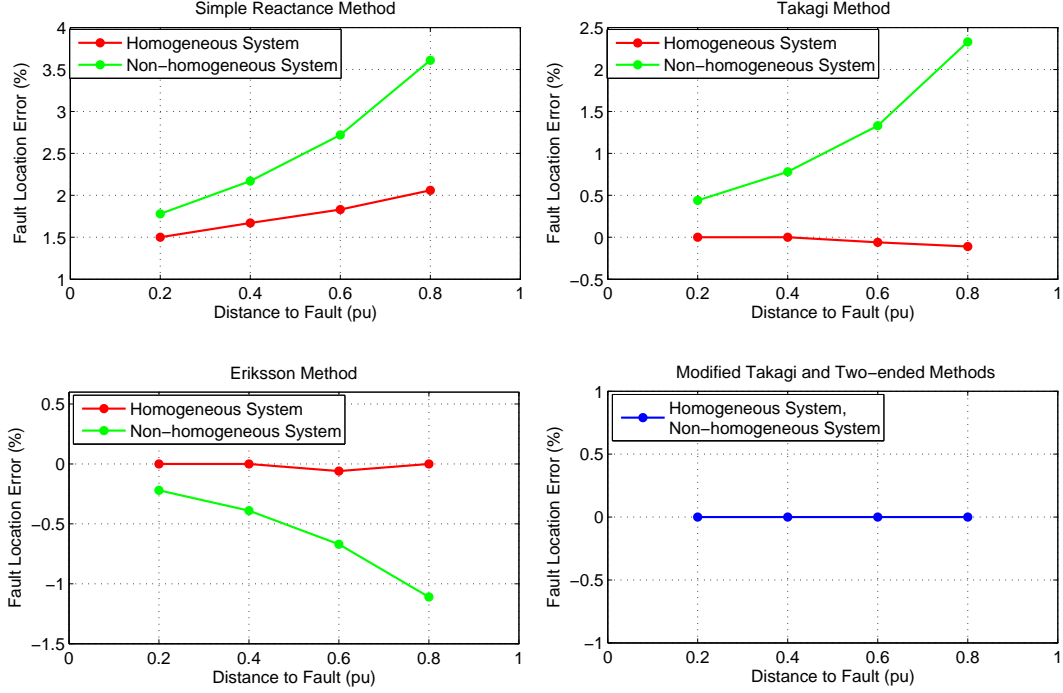 Simple Reactance Method
Fault Location Error (%)
4
3.5
3
2.5
2
1.5
1
Homogeneous System
Non−homogeneous System
0
0.2
0.4
0.6
0.8
1
Distance to Fault (pu)
Takagi Method
Fault Location Error (%)
2.5
2
1.5
1
0.5
0
−0.5
Homogeneous System
Non−homogeneous System
0
0.2
0.4
0.6
0.8
1
Distance to Fault (pu)
Eriksson Method
Fault Location Error (%)
0.5
0
−0.5
−1
−1.5
Homogeneous System
Non−homogeneous System
0
0.2
0.4
0.6
0.8
1
Distance to Fault (pu)
Modified Takagi and Two−ended Methods
Fault Location Error (%)
1
0.5
0
−0.5
−1
Homogeneous System,
Non−homogeneous System
0
0.2
0.4
0.6
0.8
1
Distance to Fault (pu)